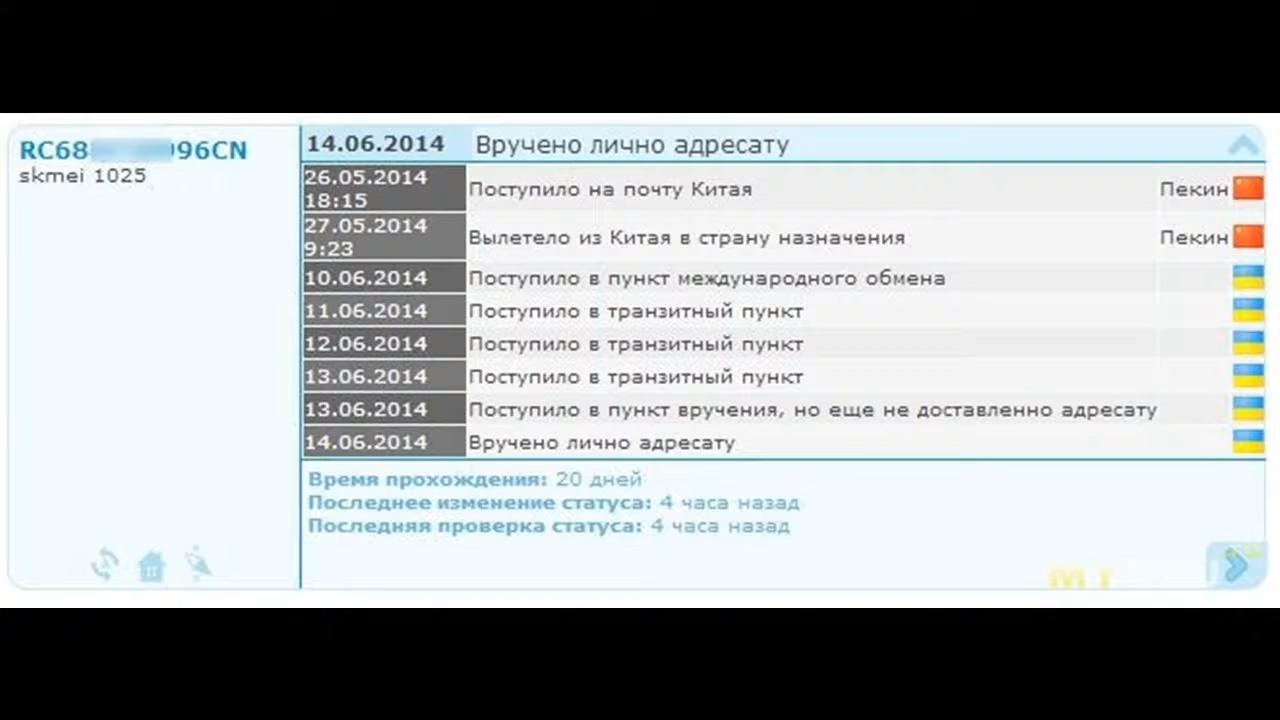 RC68 96CN
skmei 1025
14.06.2014 Вручено лично адресату
26.05.2014 18:15 Поступило на почту Китая Пекин
27.05.2014 9:23 Вылетело из Китая в страну назначения Пекин
10.06.2014 Поступило в пункт международного обмена
11.06.2014 Поступило в транзитный пункт
12.06.2014 Поступило в транзитный пункт
13.06.2014 Поступило в транзитный пункт
13.06.2014 Поступило в пункт вручения, но еще не доставленно адресату
14.06.2014 Вручено лично адресату
Время прохождения: 20 дней
Последнее изменение статуса: 4 часа назад
Последняя проверка статуса: 4 часа назад